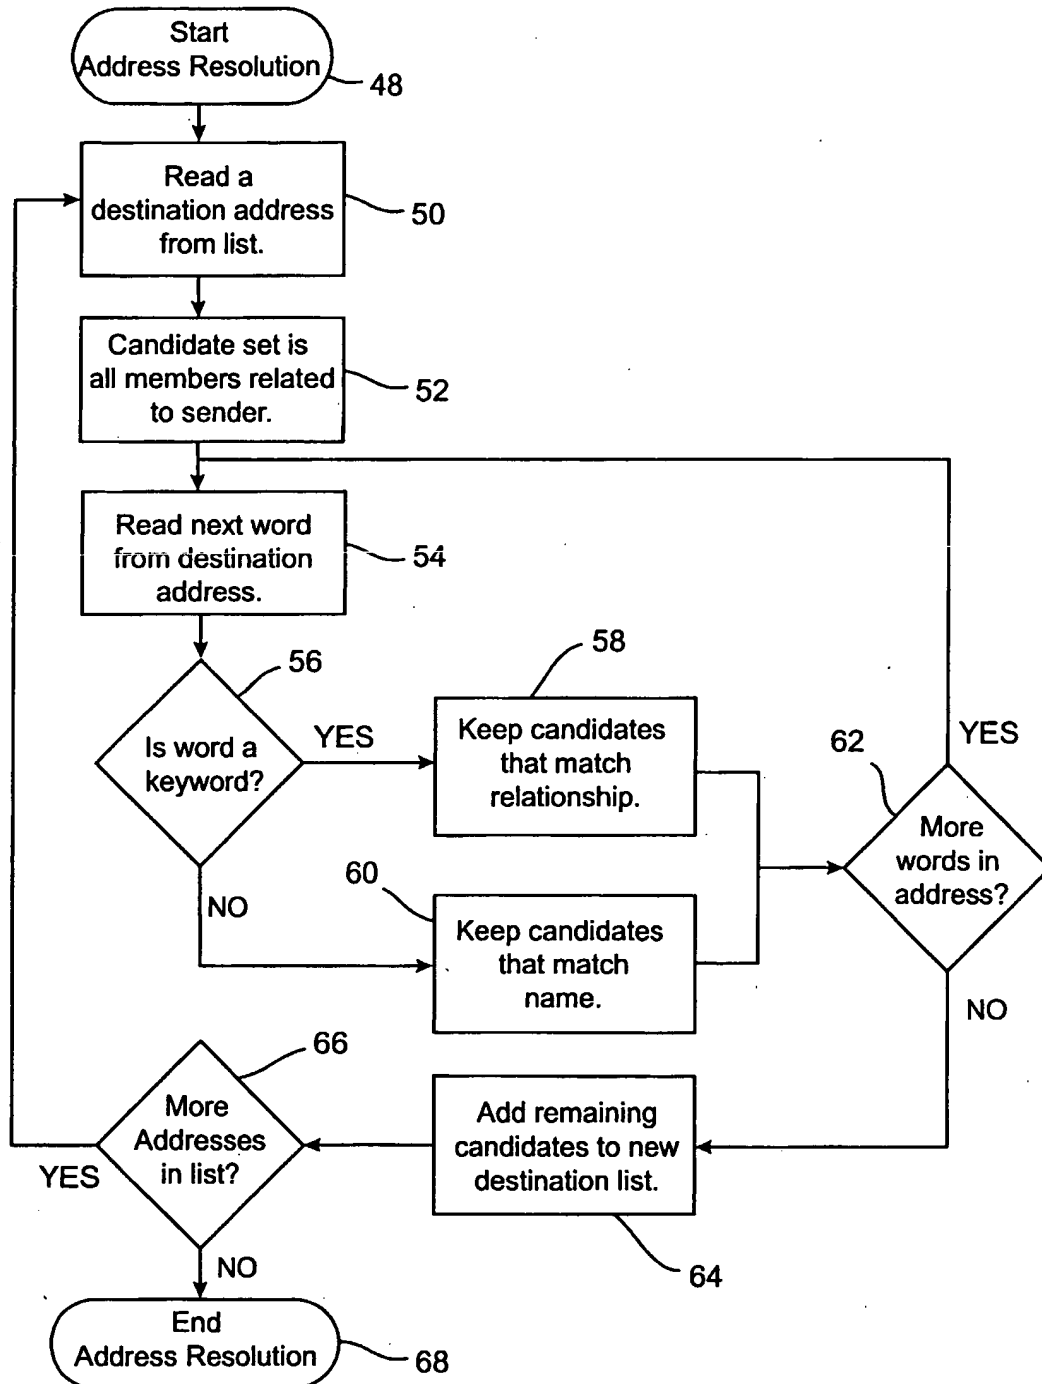 Start
Address Resolution
48
Read a
destination address
from list.
50
Candidate set is
all members related
to sender.
52
Read next word
from destination
address.
54
56
Is word a
keyword?
YES
58
Keep candidates
that match
relationship.
62
YES
More
words in
address?
NO
60
Keep candidates
that match
name.
NO
66
More
Addresses
in list?
YES
Add remaining
candidates to new
destination list.
64
NO
End
Address Resolution
68